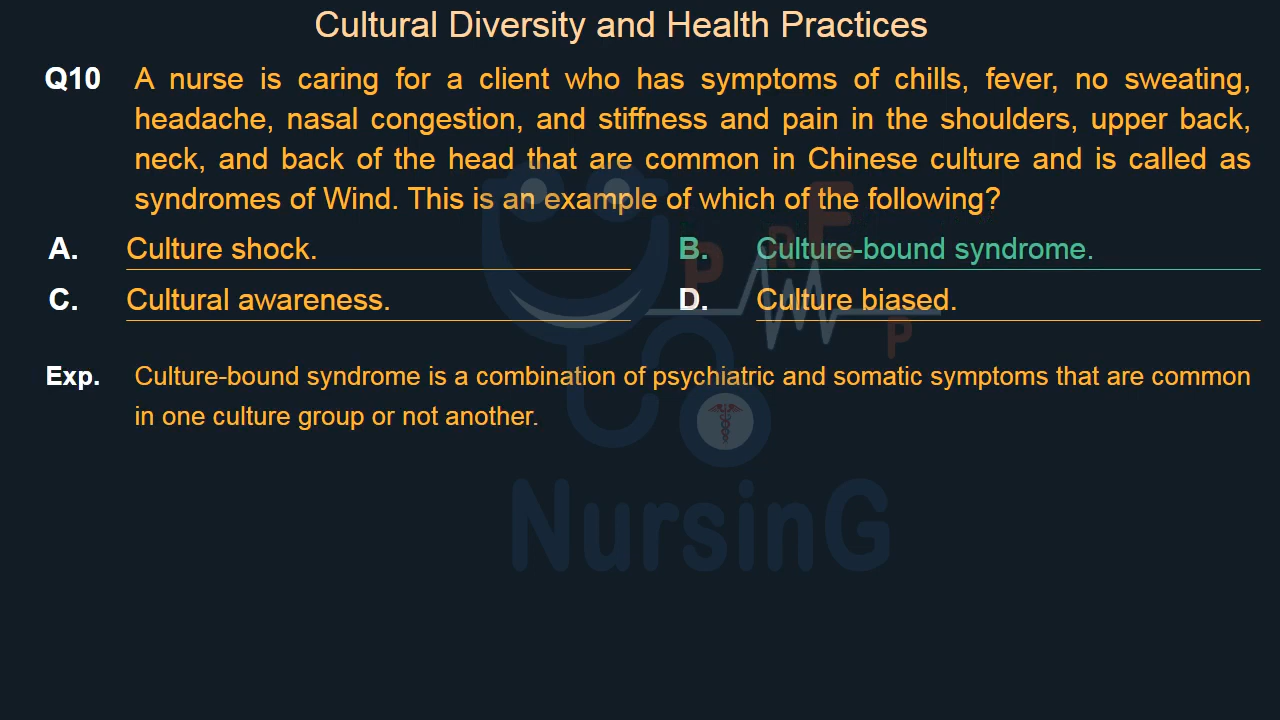 Cultural Diversity and Health Practices
Q10 A nurse is caring for a client who has symptoms of chills, fever, no sweating,
headache, nasal congestion, and stiffness and pain in the shoulders, upper back,
neck, and back of the head that are common in Chinese culture and is called as
syndromes of Wind. This is an example of which of the following?
A. Culture shock. B. Culture-bound syndrome.
C. Cultural awareness. D. Culture biased.
Exp. Culture-bound syndrome is a combination of psychiatric and somatic symptoms that are common
in one culture group or not another.
PREP
NursinG